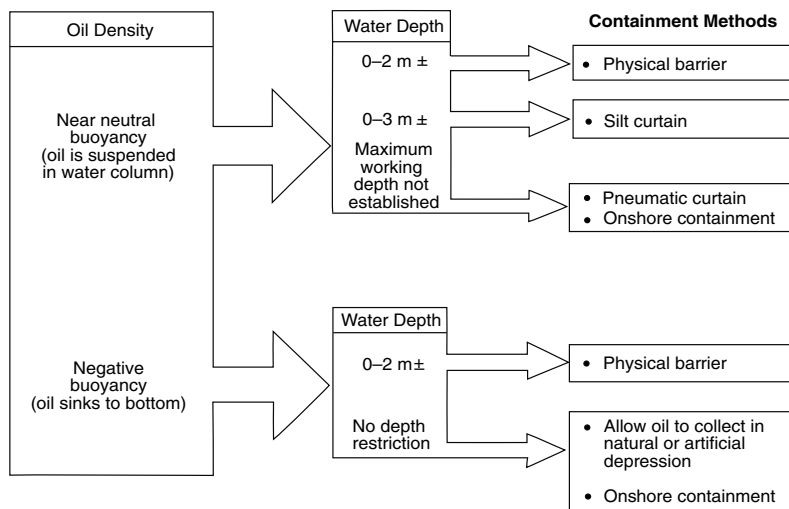 Oil Density
Near neutral
buoyancy
(oil is suspended
in water column)
Negative
buoyancy
(oil sinks to bottom)
Water Depth
0–2 m ±
0–3 m ±
Maximum
working
depth not
established
Water Depth
0–2 m±
No depth
restriction
Containment Methods
• Physical barrier
• Silt curtain
• Pneumatic curtain
• Onshore containment
• Physical barrier
• Allow oil to collect in
natural or artificial
depression
• Onshore containment